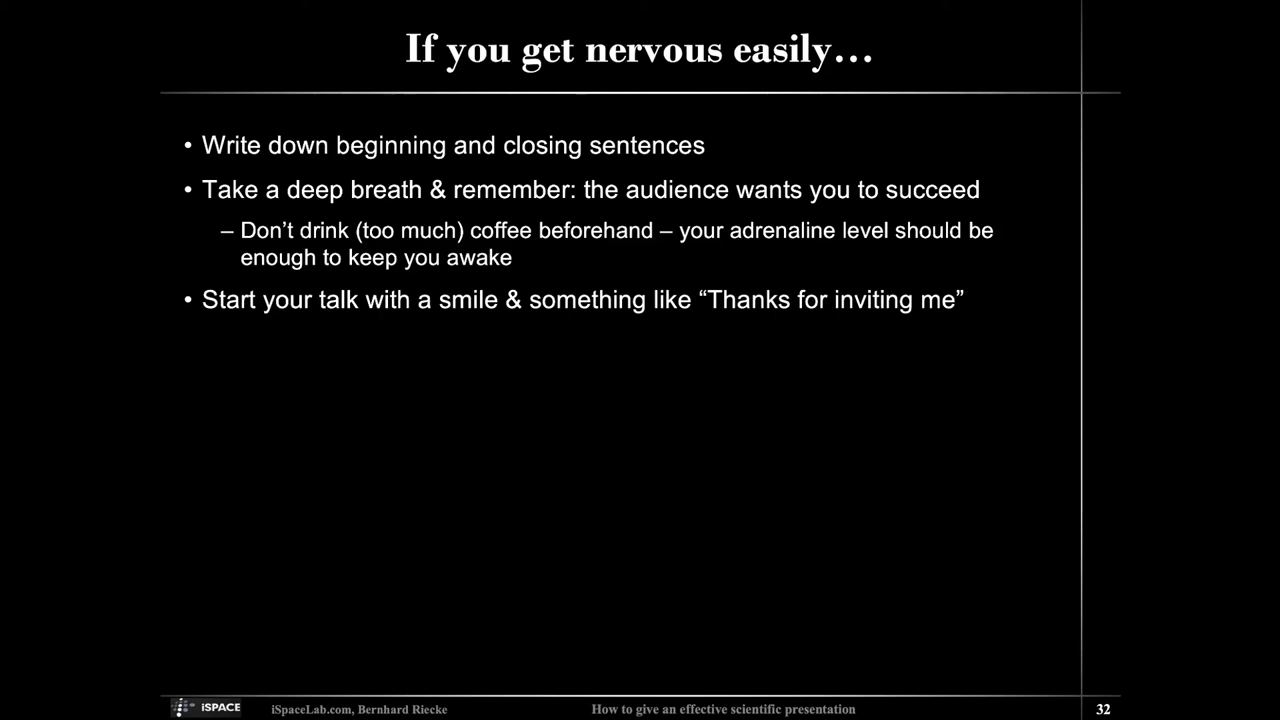 If you get nervous easily…
• Write down beginning and closing sentences
• Take a deep breath & remember: the audience wants you to succeed
– Don’t drink (too much) coffee beforehand – your adrenaline level should be
enough to keep you awake
• Start your talk with a smile & something like “Thanks for inviting me”
iSPACE
iSpaceLab.com, Bernhard Riecke
How to give an effective scientific presentation
32